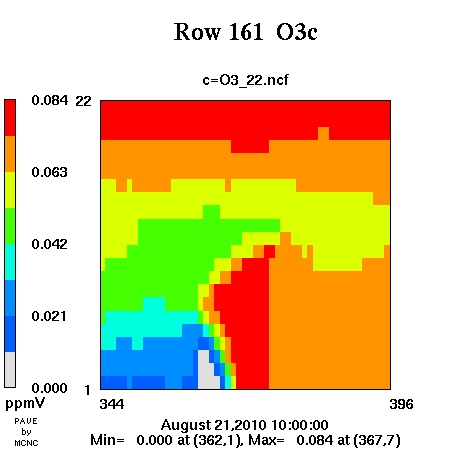 Row 161 O3c
c=O3_22.ncf
0.084
22
0.063
0.042
0.021
0.000
1
ppmV
344
396
PAVE
by
MCNC
August 21,2010 10:00:00
Min= 0.000 at (362,1), Max= 0.084 at (367,7)